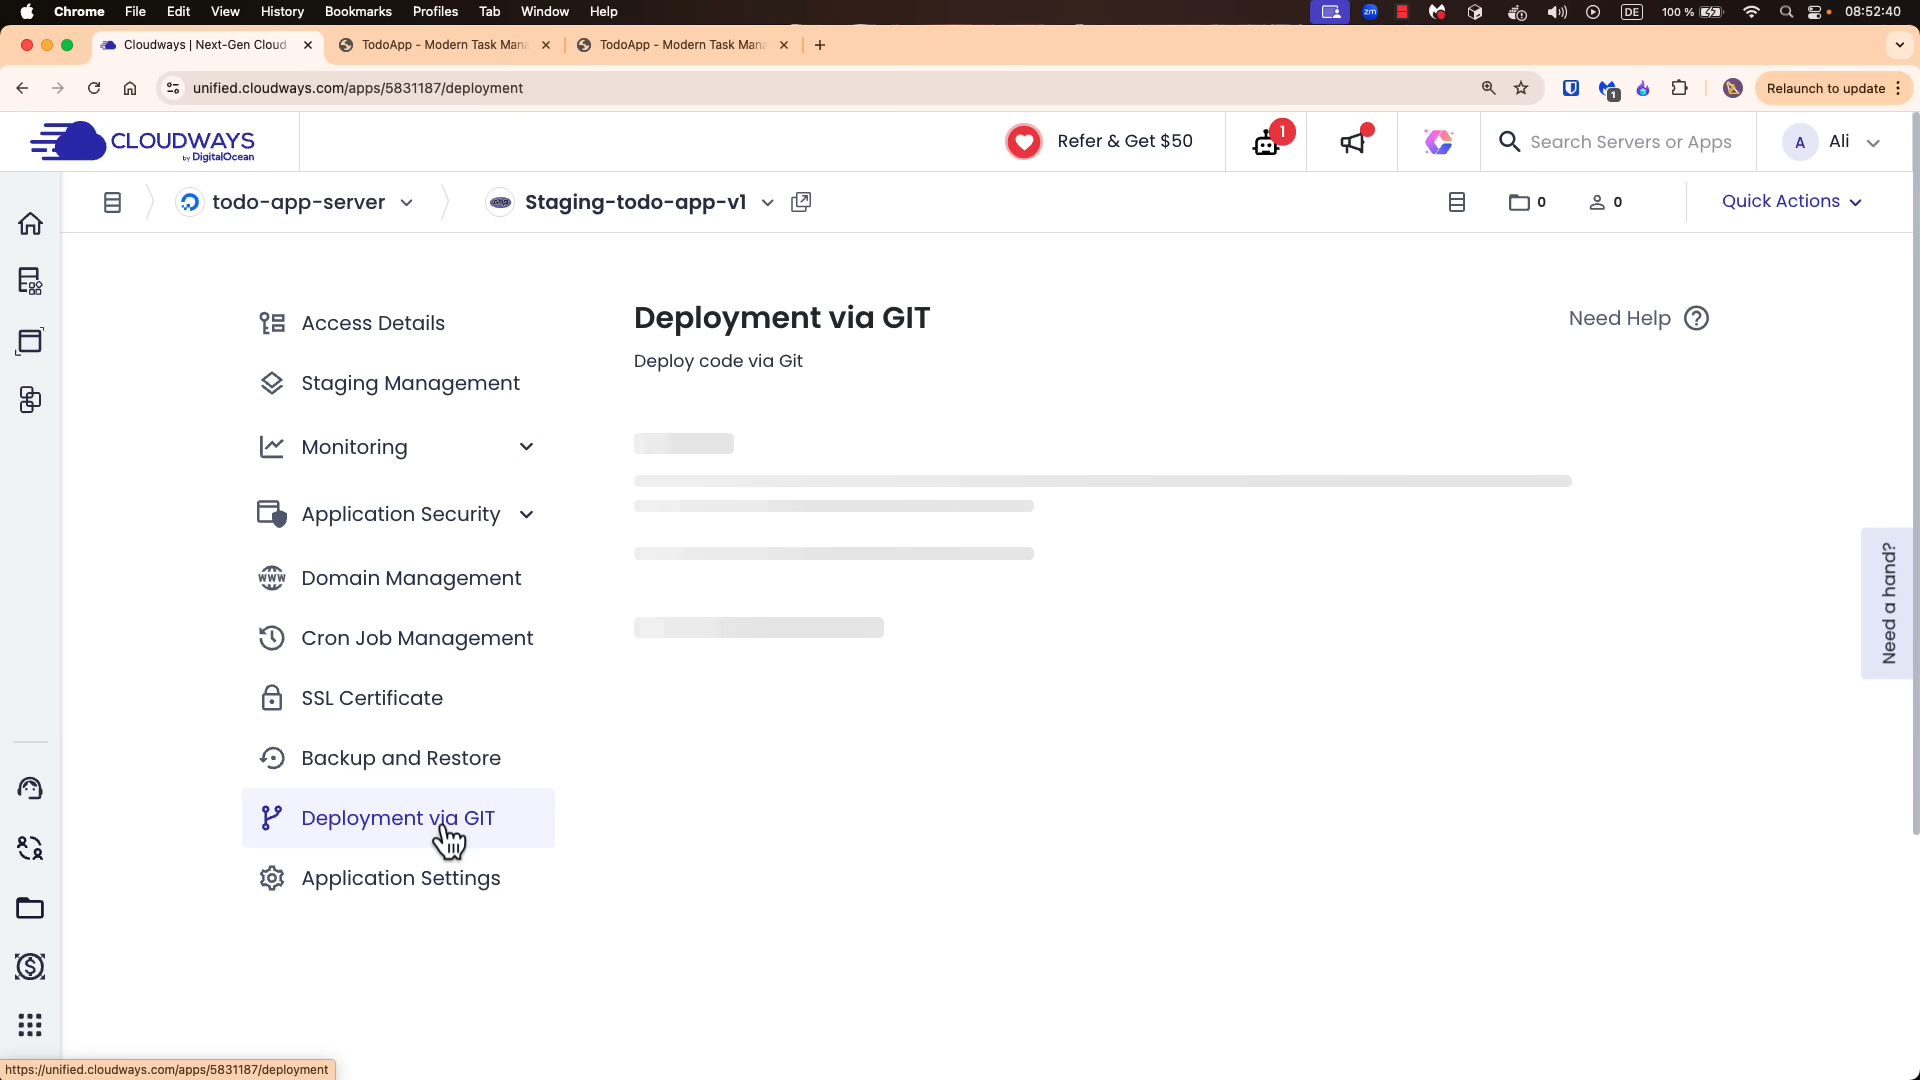 Chrome File Edit View History Bookmarks Profiles Tab Window Help
zm DE 100 % 08:52:40
Cloudways | Next-Gen Cloud
TodoApp - Modern Task Mana
TodoApp - Modern Task Mana
unified.cloudways.com/apps/5831187/deployment
1
Relaunch to update
CLOUDWAYS
by DigitalOcean
Refer & Get $50
1
Search Servers or Apps
A Ali
todo-app-server
php
Staging-todo-app-v1
0
0
Quick Actions
Access Details
Staging Management
Monitoring
Application Security
WWW Domain Management
Cron Job Management
SSL Certificate
Backup and Restore
Deployment via GIT
Application Settings
Deployment via GIT
Deploy code via Git
Need Help ?
Need a hand?
https://unified.cloudways.com/apps/5831187/deployment